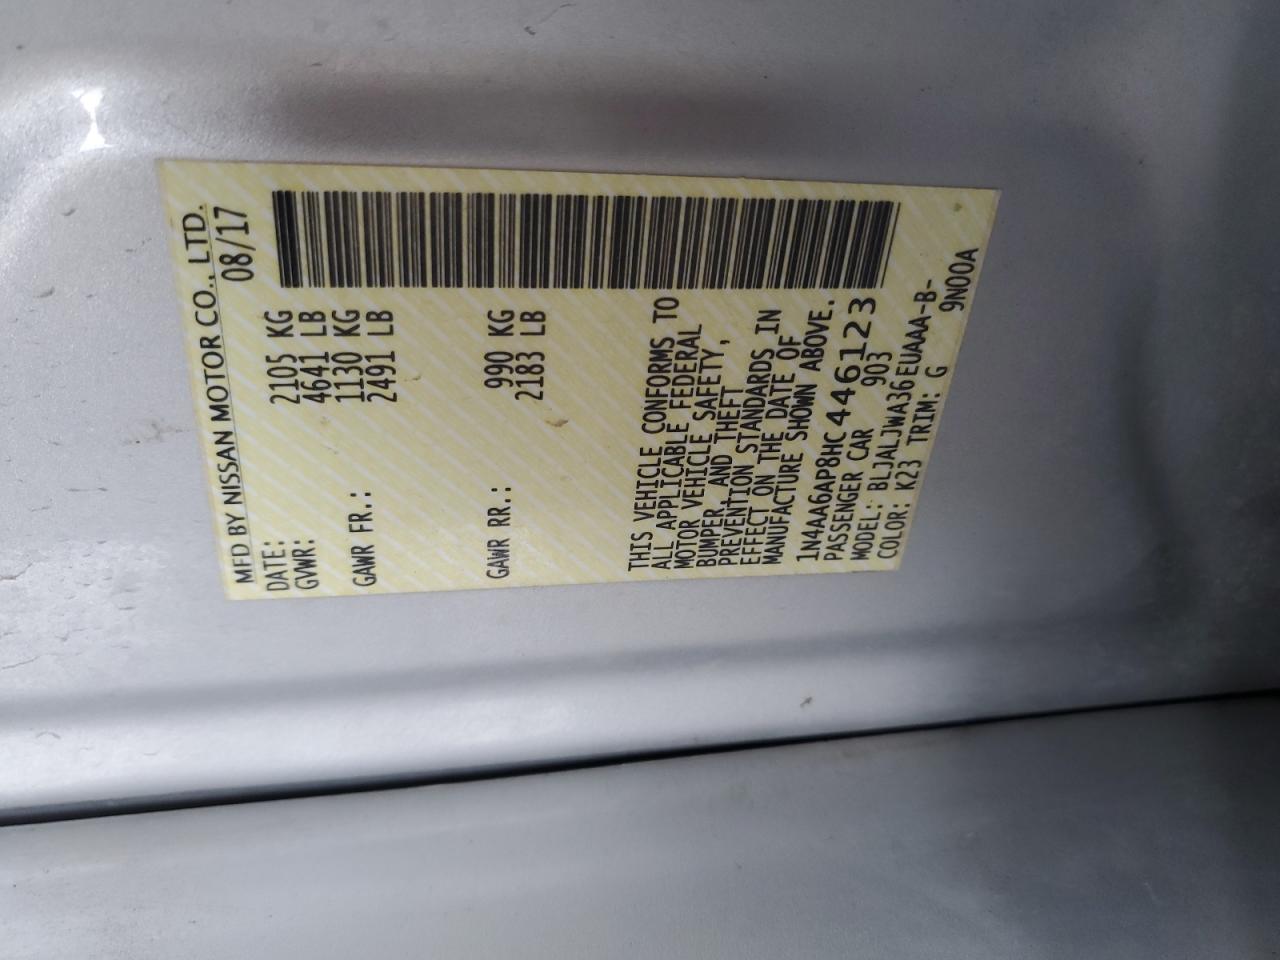 MFD BY NISSAN MOTOR CO., LTD.
DATE: 08/17
GVWR: 2105 KG
4641 LB
GAWR FR.: 1130 KG
2491 LB
GAWR RR.: 990 KG
2183 LB
THIS VEHICLE CONFORMS TO
ALL APPLICABLE FEDERAL
MOTOR VEHICLE SAFETY,
BUMPER, AND THEFT
PREVENTION STANDARDS IN
EFFECT ON THE DATE OF
MANUFACTURE SHOWN ABOVE.
1N4AA6AP8HC446123
PASSENGER CAR 903
MODEL: BLJALJWA36EUAAA-B-
COLOR: K23 TRIM: G 9N00A